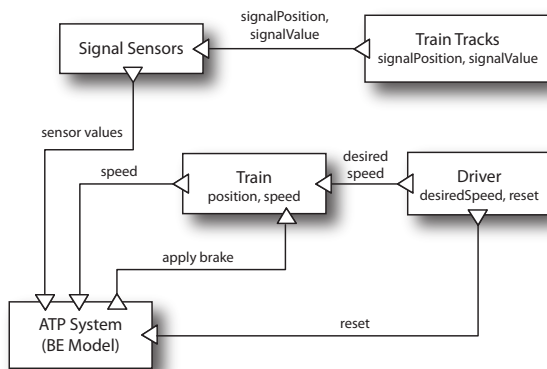 signalPosition,
signalValue
Signal Sensors
Train Tracks
signalPosition, signalValue
sensor values
speed
Train
position, speed
desired
speed
Driver
desiredSpeed, reset
apply brake
ATP System
(BE Model)
reset